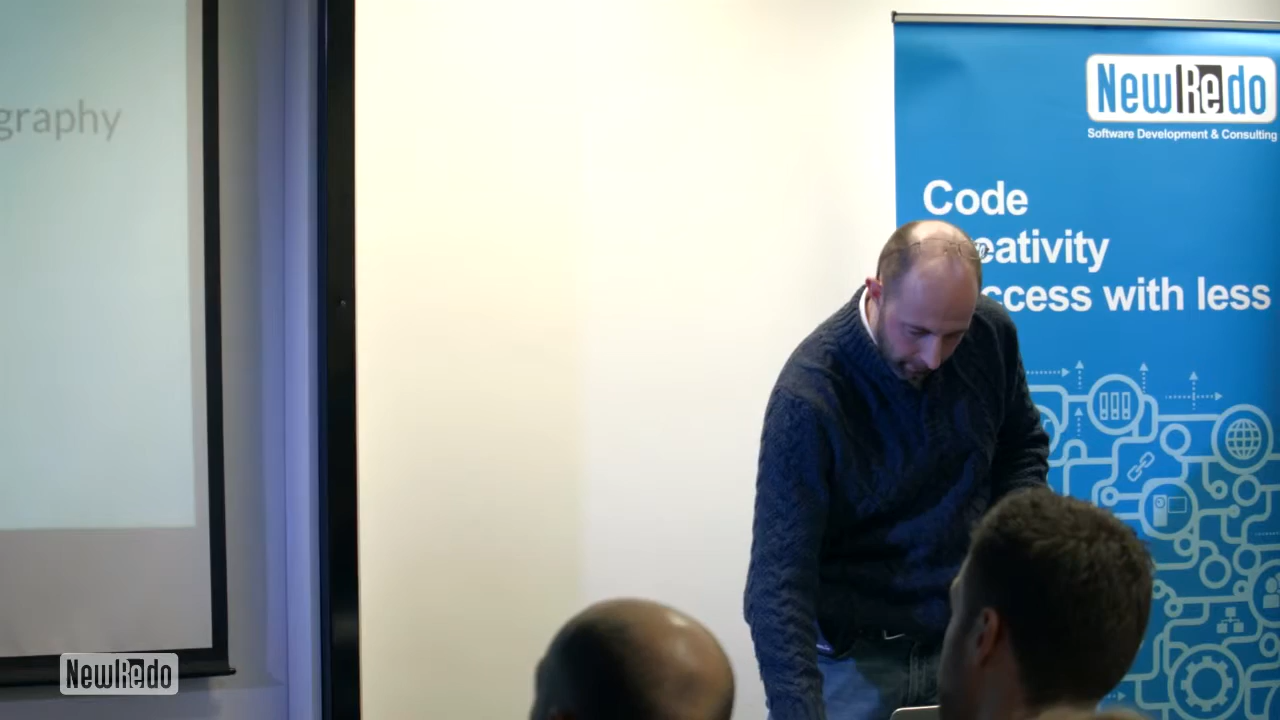 graphy
NewRedo
Software Development & Consulting
Code
eativity
ccess with less
NewRedo